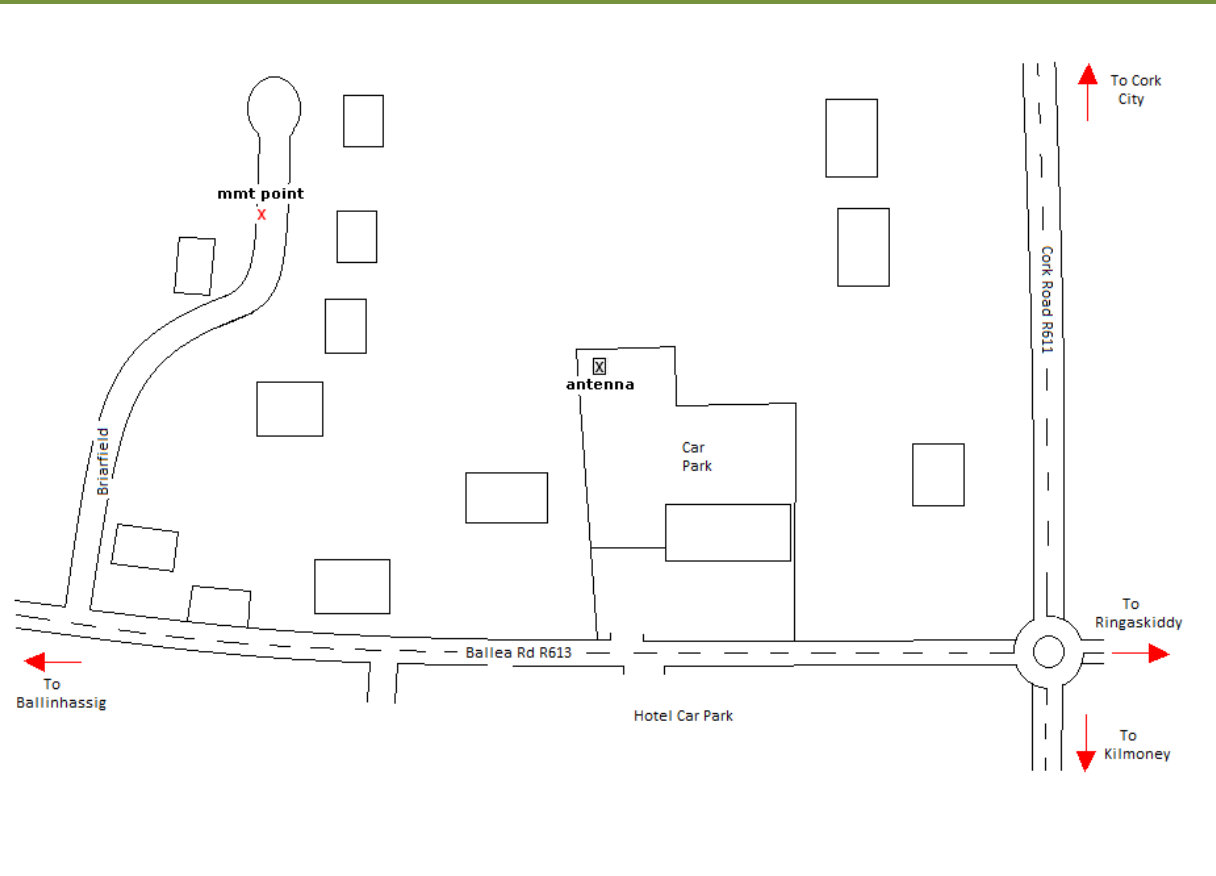 To Cork
City
mmt point
X
Cork Road R611
X
antenna
Car
Park
Briarfield
To
Ringaskiddy
Ballea Rd R613
To
Ballinhassig
Hotel Car Park
To
Kilmoney